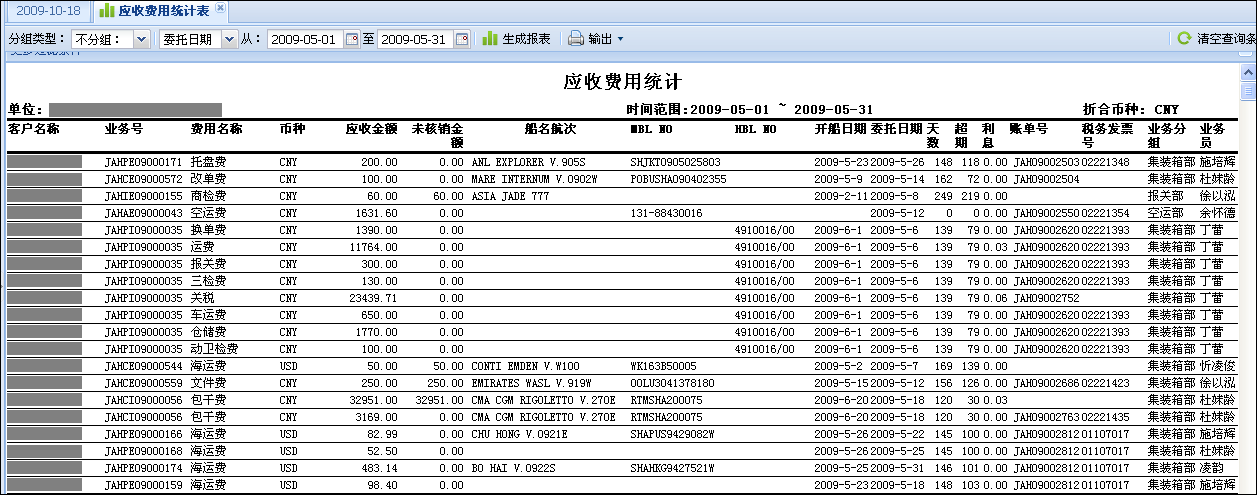 2009-10-18 应收费用统计表
分组类型： 不分组： 委托日期 从： 2009-05-01 至 2009-05-31 生成报表 输出 清空查询条
应收费用统计
单位： 时间范围:2009-05-01 ~ 2009-05-31 折合币种: CNY
客户名称 业务号 费用名称 币种 应收金额 未核销金额 船名航次 MBL NO HBL NO 开船日期 委托日期 天数 超期 利息 账单号 税务发票号 业务分组 业务员
JAHPE09000171 托盘费 CNY 200.00 0.00 ANL EXPLORER V.905S SHJKT0905025803 2009-5-23 2009-5-26 148 118 0.00 JAH09002503 02221348 集装箱部 施培辉
JAHCE09000572 改单费 CNY 100.00 0.00 MARE INTERNUM V.0902W POBUSHA090402355 2009-5-9 2009-5-14 162 72 0.00 JAH09002504 集装箱部 杜妹龄
JAHIE09000155 商检费 CNY 60.00 60.00 ASIA JADE 777 2009-2-11 2009-5-8 249 219 0.00 报关部 徐以泓
JAHAE09000043 空运费 CNY 1631.60 0.00 131-88430016 2009-5-12 0 0 0.00 JAH09002550 02221354 空运部 余怀德
JAHPI09000035 换单费 CNY 1390.00 0.00 4910016/00 2009-6-1 2009-5-6 139 79 0.00 JAH09002620 02221393 集装箱部 丁蕾
JAHPI09000035 运费 CNY 11764.00 0.00 4910016/00 2009-6-1 2009-5-6 139 79 0.03 JAH09002620 02221393 集装箱部 丁蕾
JAHPI09000035 报关费 CNY 300.00 0.00 4910016/00 2009-6-1 2009-5-6 139 79 0.00 JAH09002620 02221393 集装箱部 丁蕾
JAHPI09000035 三检费 CNY 130.00 0.00 4910016/00 2009-6-1 2009-5-6 139 79 0.00 JAH09002620 02221393 集装箱部 丁蕾
JAHPI09000035 关税 CNY 23439.71 0.00 4910016/00 2009-6-1 2009-5-6 139 79 0.06 JAH09002752 集装箱部 丁蕾
JAHPI09000035 车运费 CNY 650.00 0.00 4910016/00 2009-6-1 2009-5-6 139 79 0.00 JAH09002620 02221393 集装箱部 丁蕾
JAHPI09000035 仓储费 CNY 1770.00 0.00 4910016/00 2009-6-1 2009-5-6 139 79 0.00 JAH09002620 02221393 集装箱部 丁蕾
JAHPI09000035 动卫检费 CNY 100.00 0.00 4910016/00 2009-6-1 2009-5-6 139 79 0.00 JAH09002620 02221393 集装箱部 丁蕾
JAHCE09000544 海运费 USD 50.00 50.00 CONTI EMDEN V.W100 WK163B50005 2009-5-2 2009-5-7 169 139 0.00 集装箱部 忻凌俊
JAHCE09000559 文件费 CNY 250.00 250.00 EMIRATES WASL V.919W OOLU3041378180 2009-5-15 2009-5-12 156 126 0.00 JAH09002686 02221423 集装箱部 徐以泓
JAHCI09000056 包干费 CNY 32951.00 32951.00 CMA CGM RIGOLETTO V.270E RTMSHA200075 2009-6-20 2009-5-18 120 30 0.03 集装箱部 杜妹龄
JAHCI09000056 包干费 CNY 3169.00 0.00 CMA CGM RIGOLETTO V.270E RTMSHA200075 2009-6-20 2009-5-18 120 30 0.00 JAH09002763 02221435 集装箱部 杜妹龄
JAHPE09000166 海运费 USD 82.99 0.00 CHU HONG V.0921E SHAPUS9429082W 2009-5-26 2009-5-22 145 100 0.00 JAH09002812 01107017 集装箱部 施培辉
JAHPE09000168 海运费 USD 52.50 0.00 2009-5-26 2009-5-25 145 100 0.00 JAH09002812 01107017 集装箱部 杜妹龄
JAHPE09000174 海运费 USD 483.14 0.00 BO HAI V.0922S SHAHKG9427521W 2009-5-25 2009-5-31 146 101 0.00 JAH09002812 01107017 集装箱部 凌韵
JAHPE09000159 海运费 USD 98.40 0.00 2009-5-23 2009-5-18 148 103 0.00 JAH09002812 01107017 集装箱部 施培辉